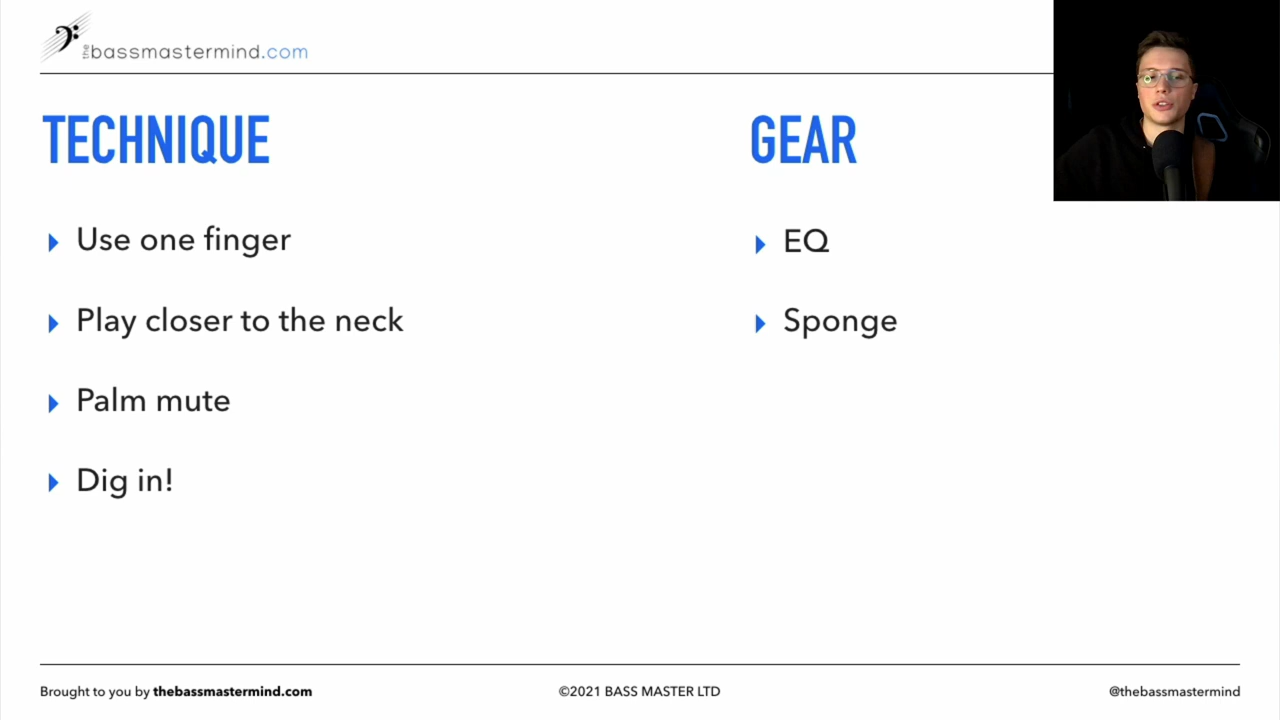 thebassmastermind.com
TECHNIQUE
Use one finger
Play closer to the neck
Palm mute
Dig in!
GEAR
EQ
Sponge
Brought to you by thebassmastermind.com
©2021 BASS MASTER LTD
@thebassmastermind